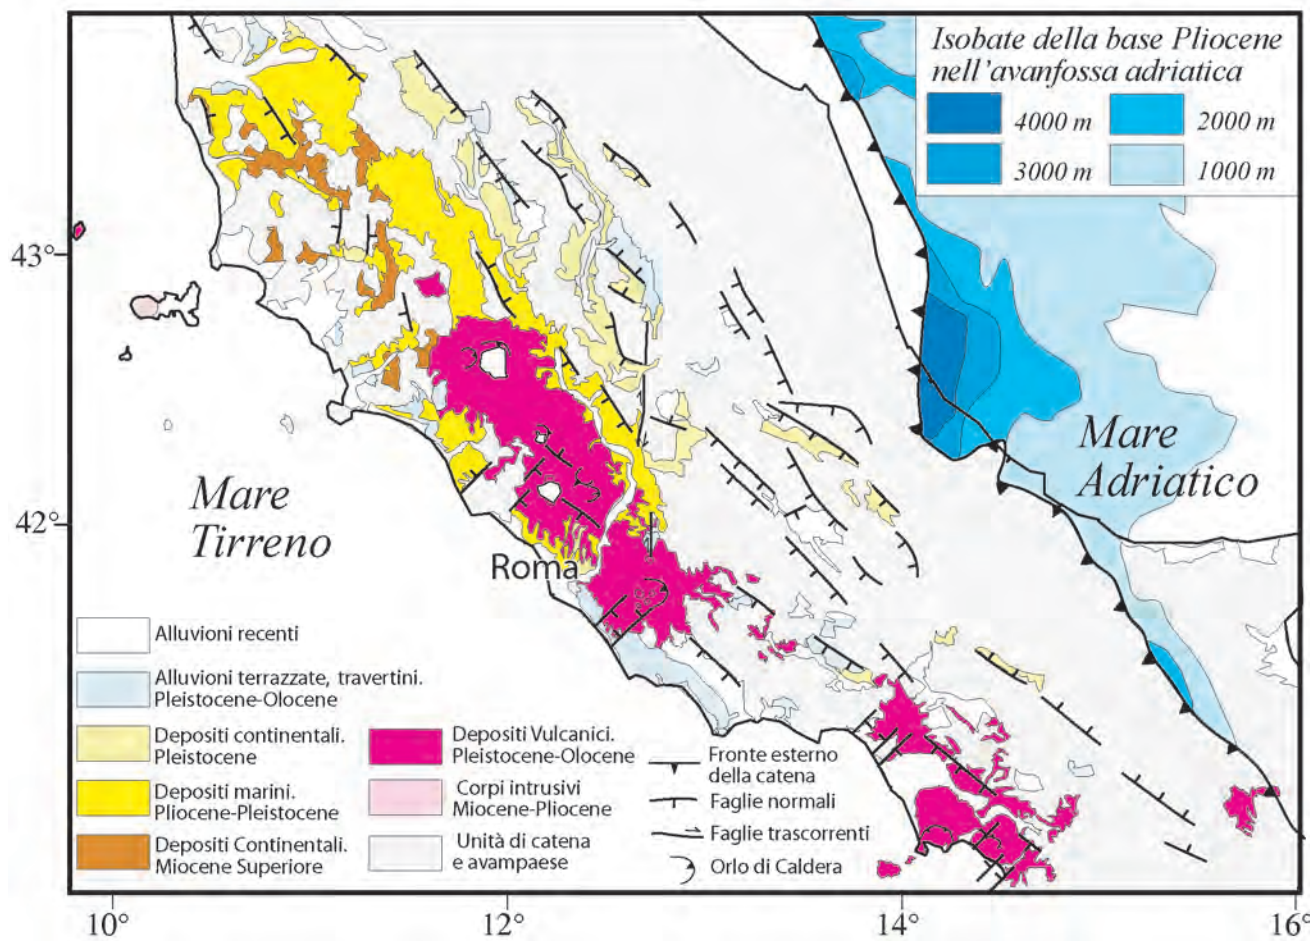 Isobate della base Pliocene
nell'avanfossa adriatica
4000 m
2000 m
3000 m
1000 m
43°
42°
Mare
Tirreno
Mare
Adriatico
Roma
Alluvioni recenti
Alluvioni terrazzate, travertini.
Pleistocene-Olocene
Depositi continentali.
Pleistocene
Depositi marini.
Pliocene-Pleistocene
Depositi Continentali.
Miocene Superiore
Depositi Vulcanici.
Pleistocene-Olocene
Corpi intrusivi
Miocene-Pliocene
Unità di catena
e avampaese
Fronte esterno
della catena
Faglie normali
Faglie trascorrenti
Orlo di Caldera
10°
12°
14°
16°